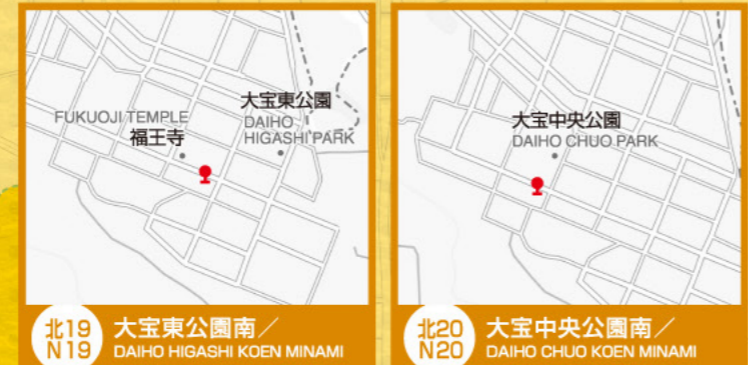 FUKUOJI TEMPLE
福王寺
大宝東公園
DAIHO
HIGASHI PARK
北19
N19
大宝東公園南／
DAIHO HIGASHI KOEN MINAMI
大宝中央公園
DAIHO CHUO PARK
北20
N20
大宝中央公園南／
DAIHO CHUO KOEN MINAMI